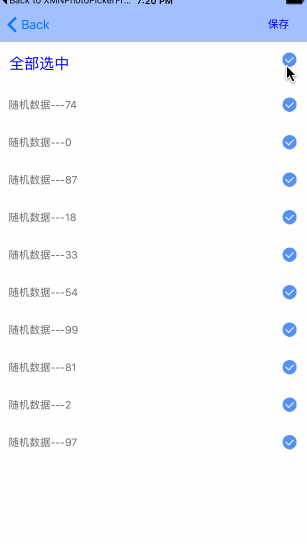 Back to XMNPhotoPickerFr... 7:20 PM
Back 保存
全部选中
随机数据---74
随机数据---0
随机数据---87
随机数据---18
随机数据---33
随机数据---54
随机数据---99
随机数据---81
随机数据---2
随机数据---97